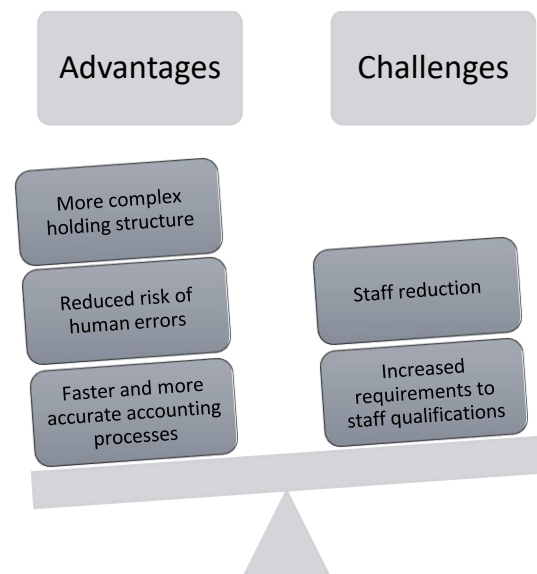 Advantages
Challenges
More complex
holding structure
Reduced risk of
human errors
Faster and more
accurate accounting
processes
Staff reduction
Increased
requirements to
staff qualifications